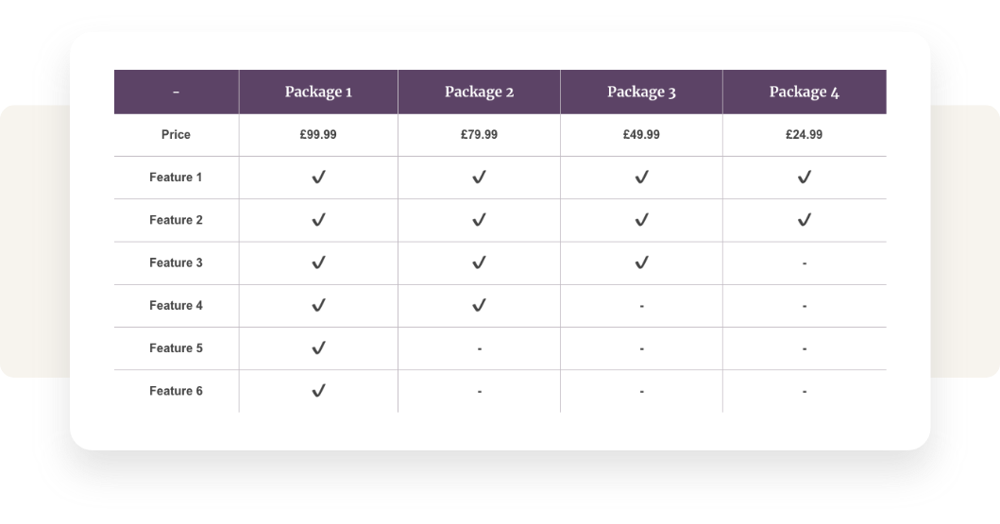 - Package 1 Package 2 Package 3 Package 4
Price £99.99 £79.99 £49.99 £24.99
Feature 1 ✓ ✓ ✓ ✓
Feature 2 ✓ ✓ ✓ ✓
Feature 3 ✓ ✓ ✓ -
Feature 4 ✓ ✓ - -
Feature 5 ✓ - - -
Feature 6 ✓ - - -